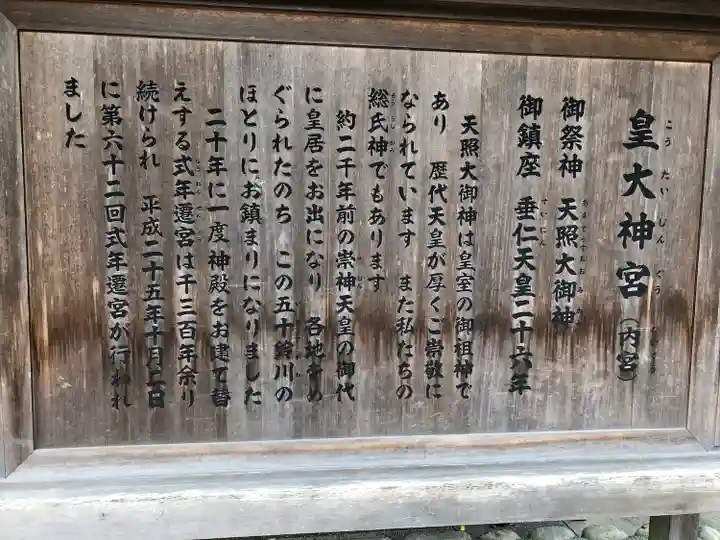 皇大神宮（内宮）
御祭神　天照大御神
御鎮座　垂仁天皇二十六年
天照大御神は皇室の御祖神で
あり　歴代天皇が厚くご崇敬に
なられています　また私たちの
総氏神でもあります
約二千年前の崇神天皇の御代
に皇居をお出になり　各地をめ
ぐられたのち　この五十鈴川の
ほとりにお鎮まりになりました
二十年に一度神殿をお建て替
えする式年遷宮は千三百年余り
続けられ　平成二十五年十月二日
に第六十二回式年遷宮が行われ
ました